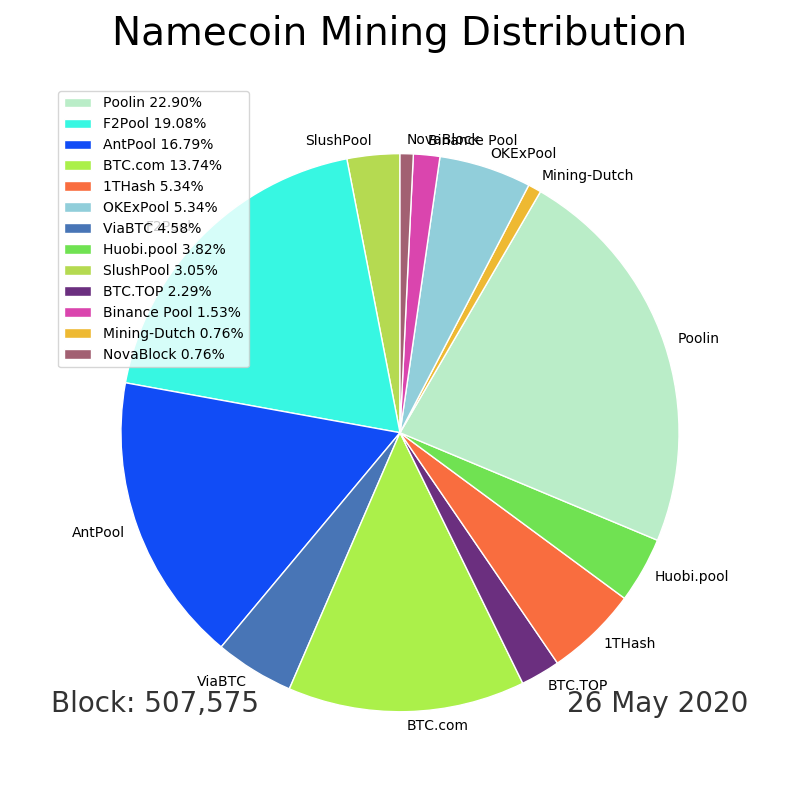 Namecoin Mining Distribution
Poolin 22.90%
F2Pool 19.08%
AntPool 16.79%
BTC.com 13.74%
1THash 5.34%
OKExPool 5.34%
ViaBTC 4.58%
Huobi.pool 3.82%
SlushPool 3.05%
BTC.TOP 2.29%
Binance Pool 1.53%
Mining-Dutch 0.76%
NovaBlock 0.76%
SlushPool
NovaBlock
Binance Pool
OKExPool
Mining-Dutch
F2Pool
Poolin
AntPool
Huobi.pool
1THash
ViaBTC
BTC.TOP
BTC.com
Block: 507,575
26 May 2020